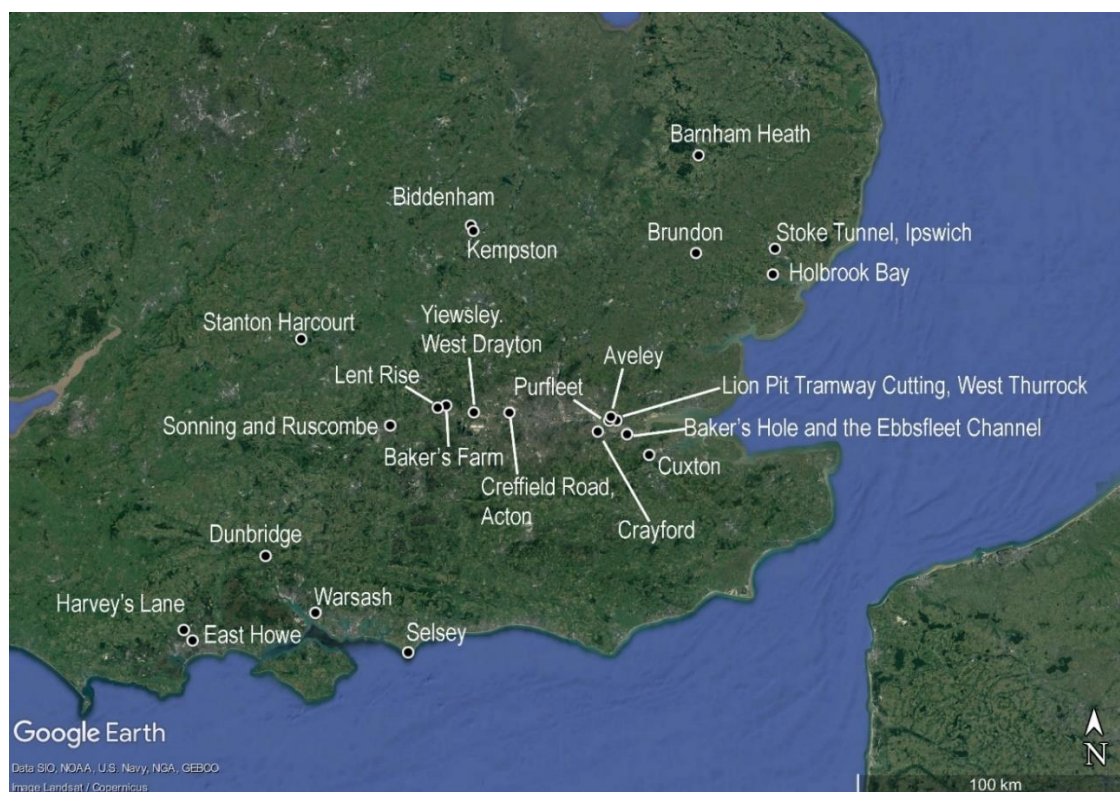 Barnham Heath
Biddenham
Kempston
Brundon
Stoke Tunnel, Ipswich
Holbrook Bay
Stanton Harcourt
Yiewsley.
West Drayton
Aveley
Lent Rise
Purfleet
Lion Pit Tramway Cutting, West Thurrock
Sonning and Ruscombe
Baker's Farm
Baker's Hole and the Ebbsfleet Channel
Cuxton
Creffield Road,
Acton
Crayford
Dunbridge
Harvey's Lane
Warsash
East Howe
Selsey
Google Earth
Data SIO, NOAA, U.S. Navy, NGA, GEBCO
Image Landsat / Copernicus
N
100 km